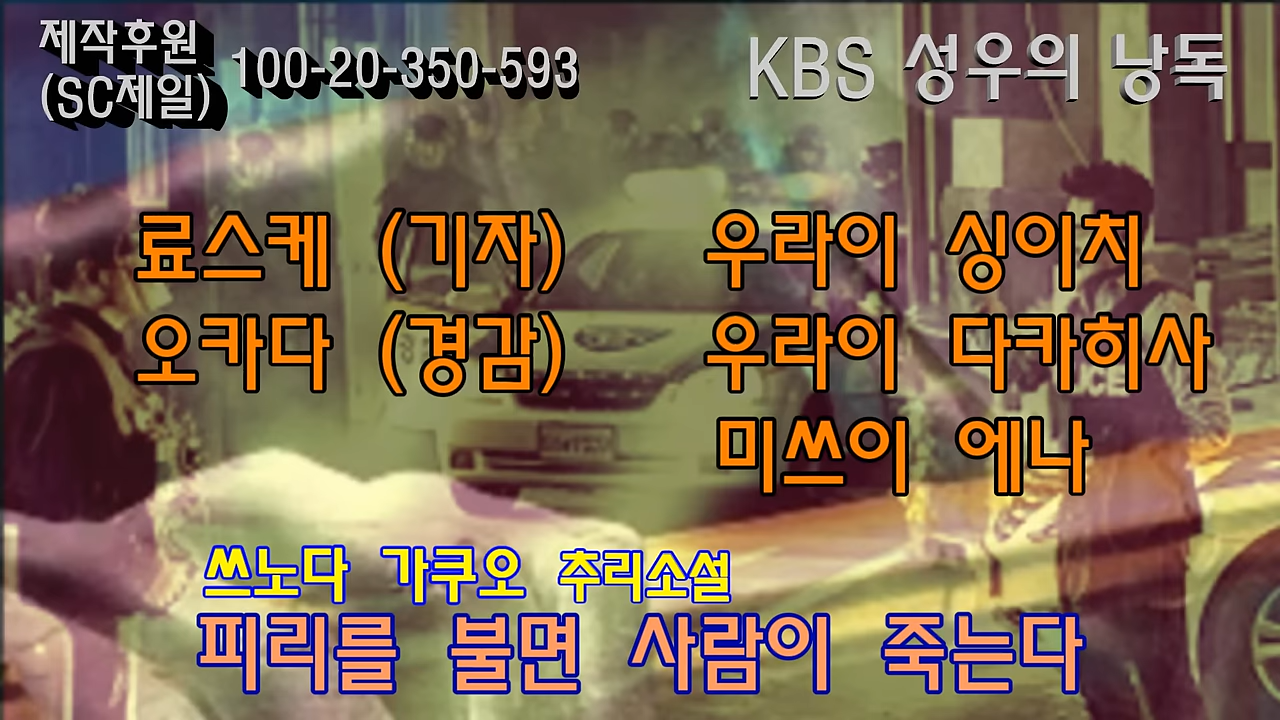 제작후원
(SC제일)
100-20-350-593
KBS 성우의 낭독
료스케 (기자)
오카다 (경감)
우라이 싱이치
우라이 다카히사
미쓰이 에나
쓰노다 가쿠오 추리소설
피리를 불면 사람이 죽는다